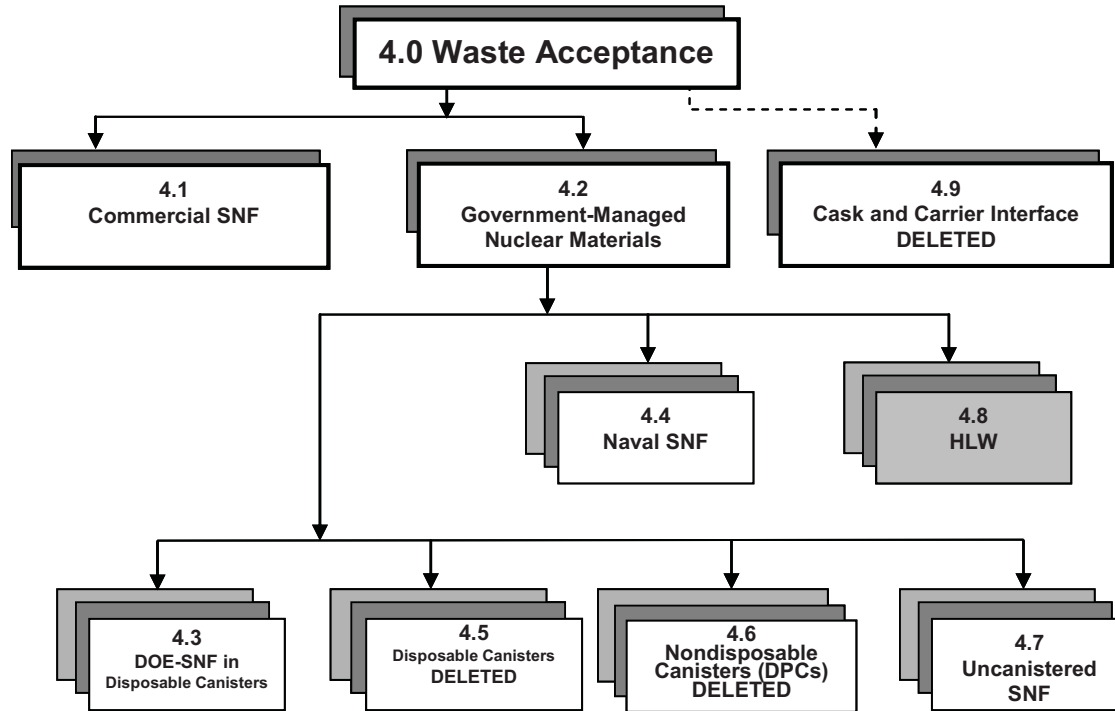 4.0 Waste Acceptance
4.1
Commercial SNF
4.2
Government-Managed
Nuclear Materials
4.9
Cask and Carrier Interface
DELETED
4.4
Naval SNF
4.8
HLW
4.3
DOE-SNF in
Disposable Canisters
4.5
Disposable Canisters
DELETED
4.6
Nondisposable
Canisters (DPCs)
DELETED
4.7
Uncanistered
SNF